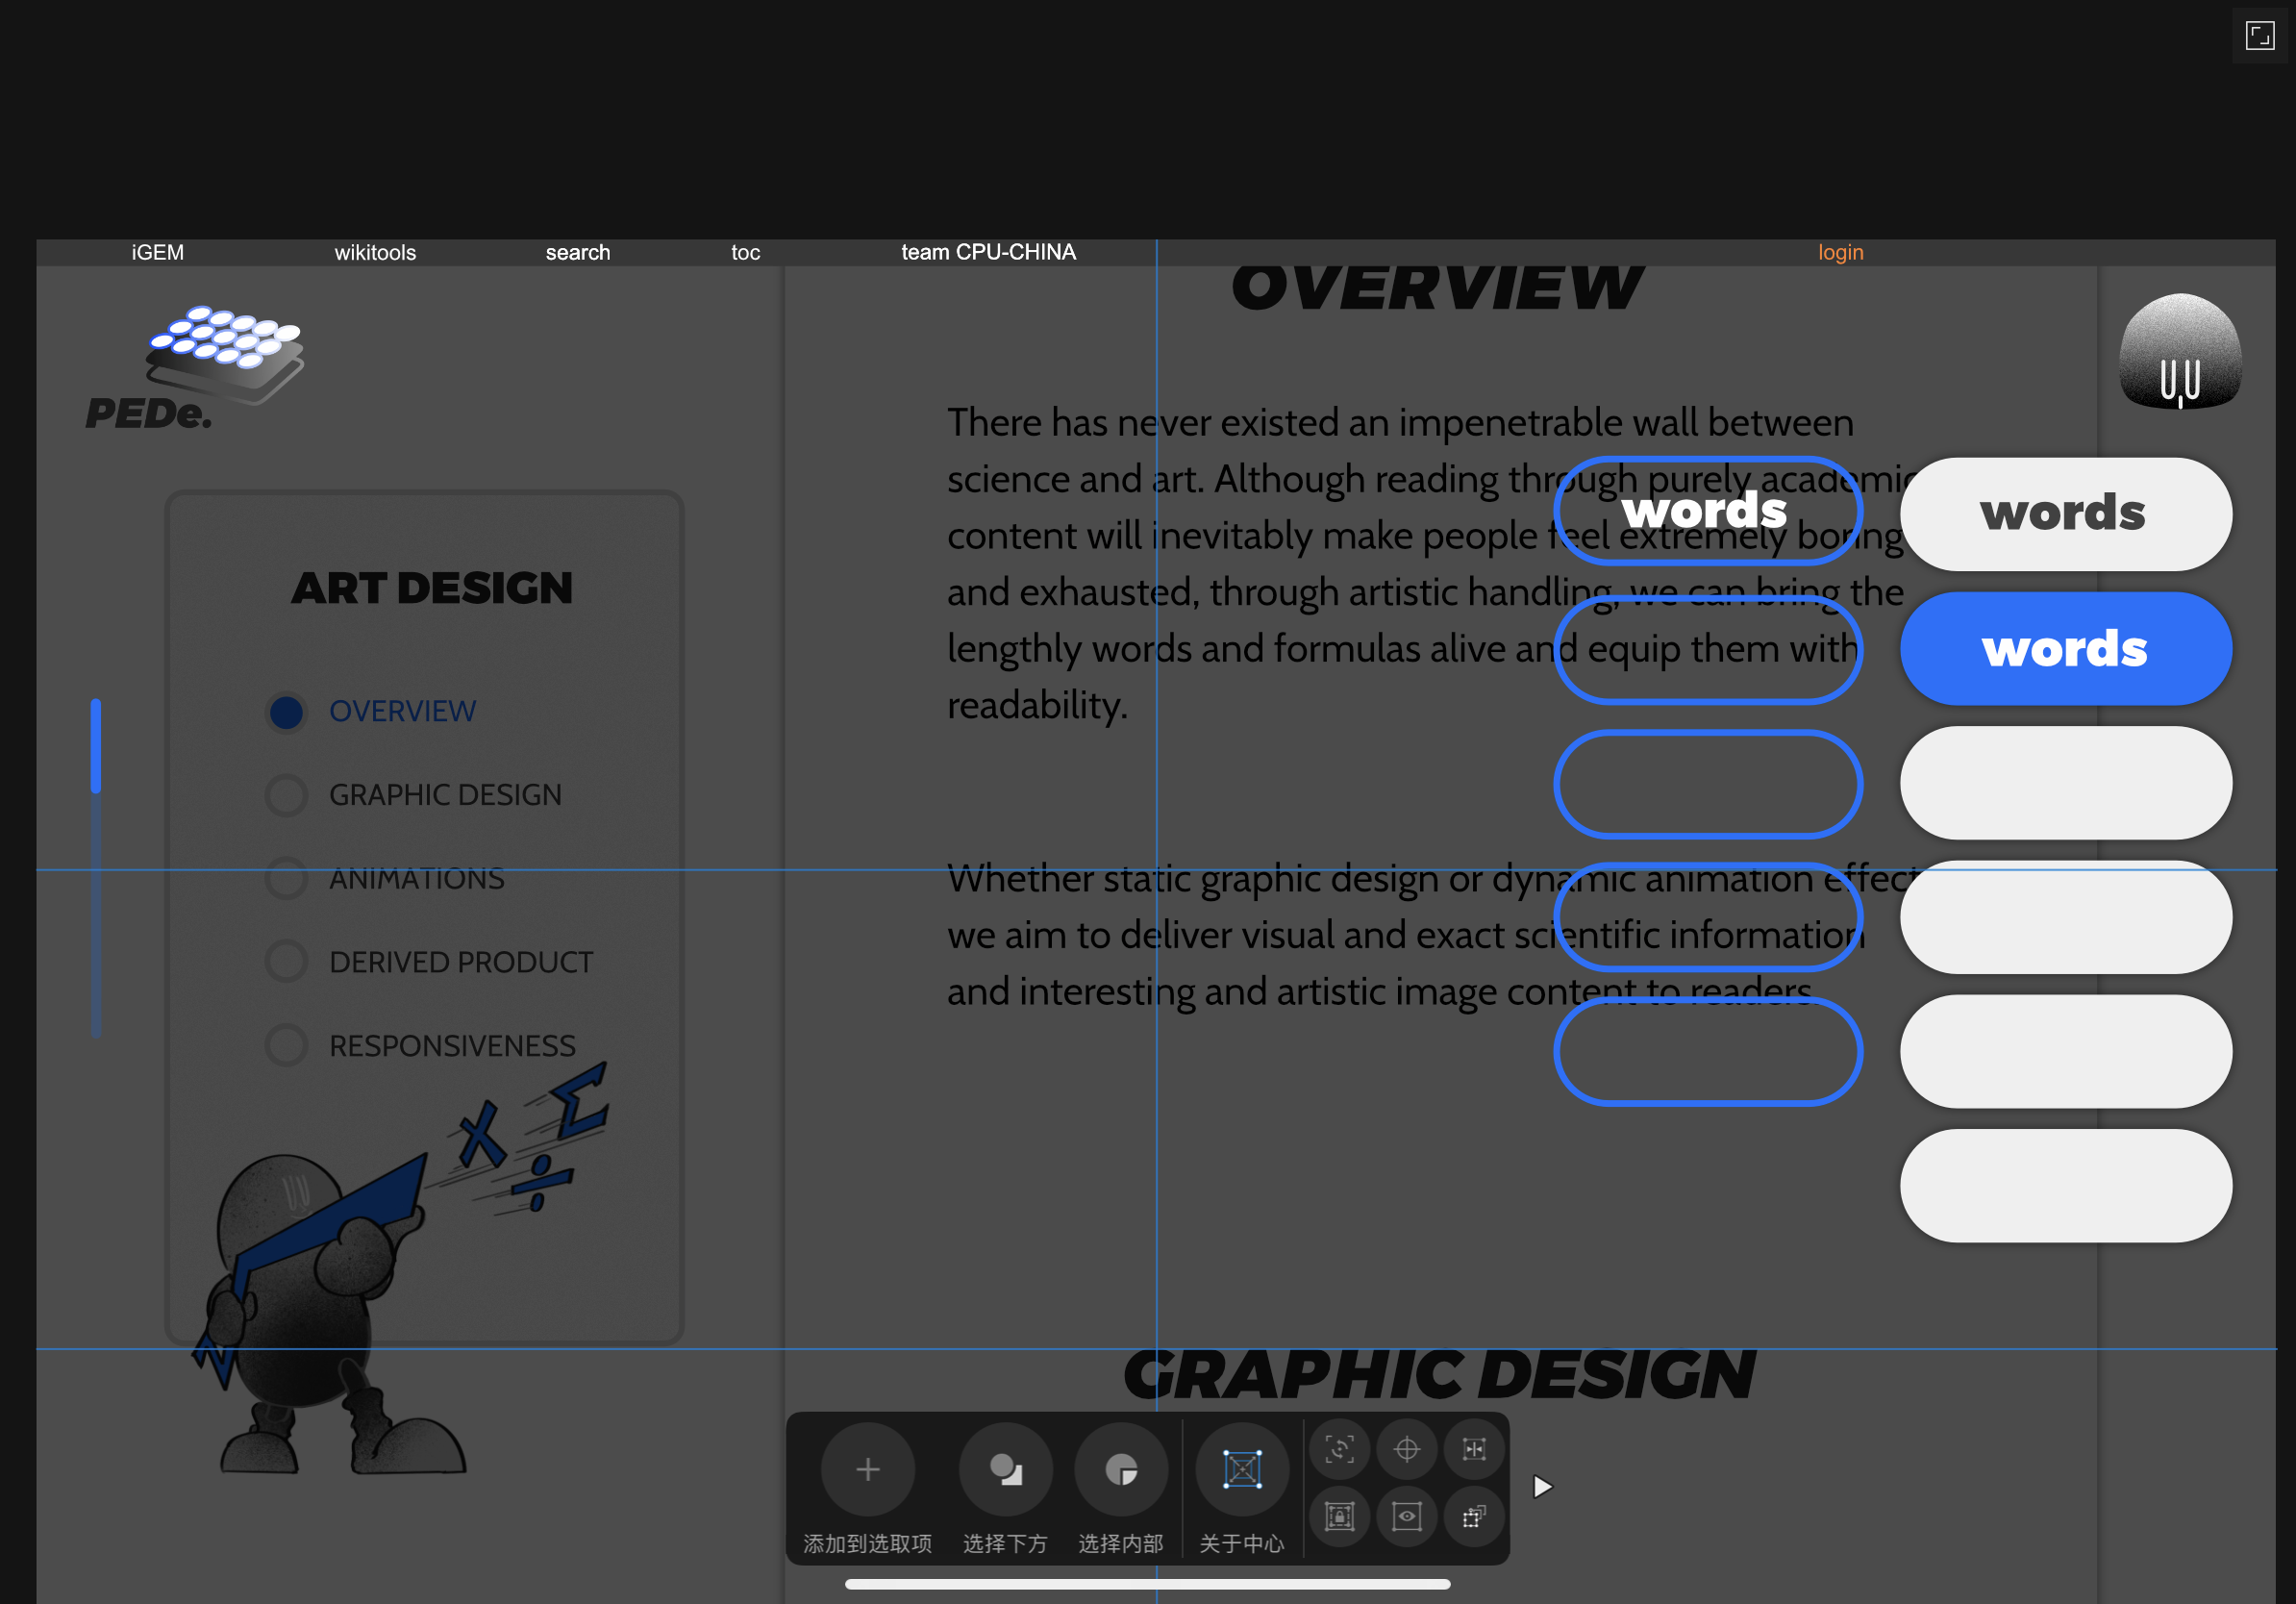 iGEM
wikitools
search
toc
team CPU-CHINA
login
PEDe.
ART DESIGN
OVERVIEW
GRAPHIC DESIGN
ANIMATIONS
DERIVED PRODUCT
RESPONSIVENESS
x Σ
÷
OVERVIEW
There has never existed an impenetrable wall between
science and art. Although reading through purely academic
content will inevitably make people feel extremely boring
and exhausted, through artistic handling, we can bring the
lengthly words and formulas alive and equip them with
readability.
Whether static graphic design or dynamic animation effect
we aim to deliver visual and exact scientific information
and interesting and artistic image content to readers.
words
words
words
GRAPHIC DESIGN
添加到选取项
选择下方
选择内部
关于中心